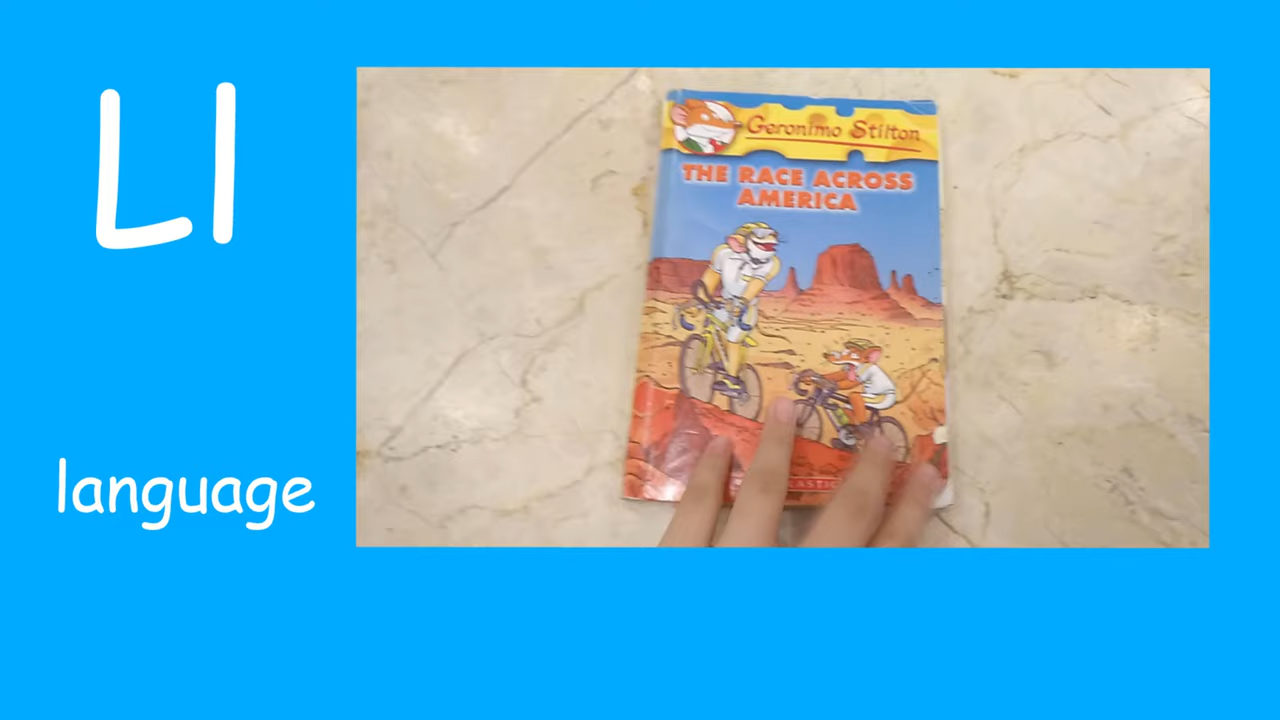 Ll
language
Geronimo Stilton
THE RACE ACROSS
AMERICA